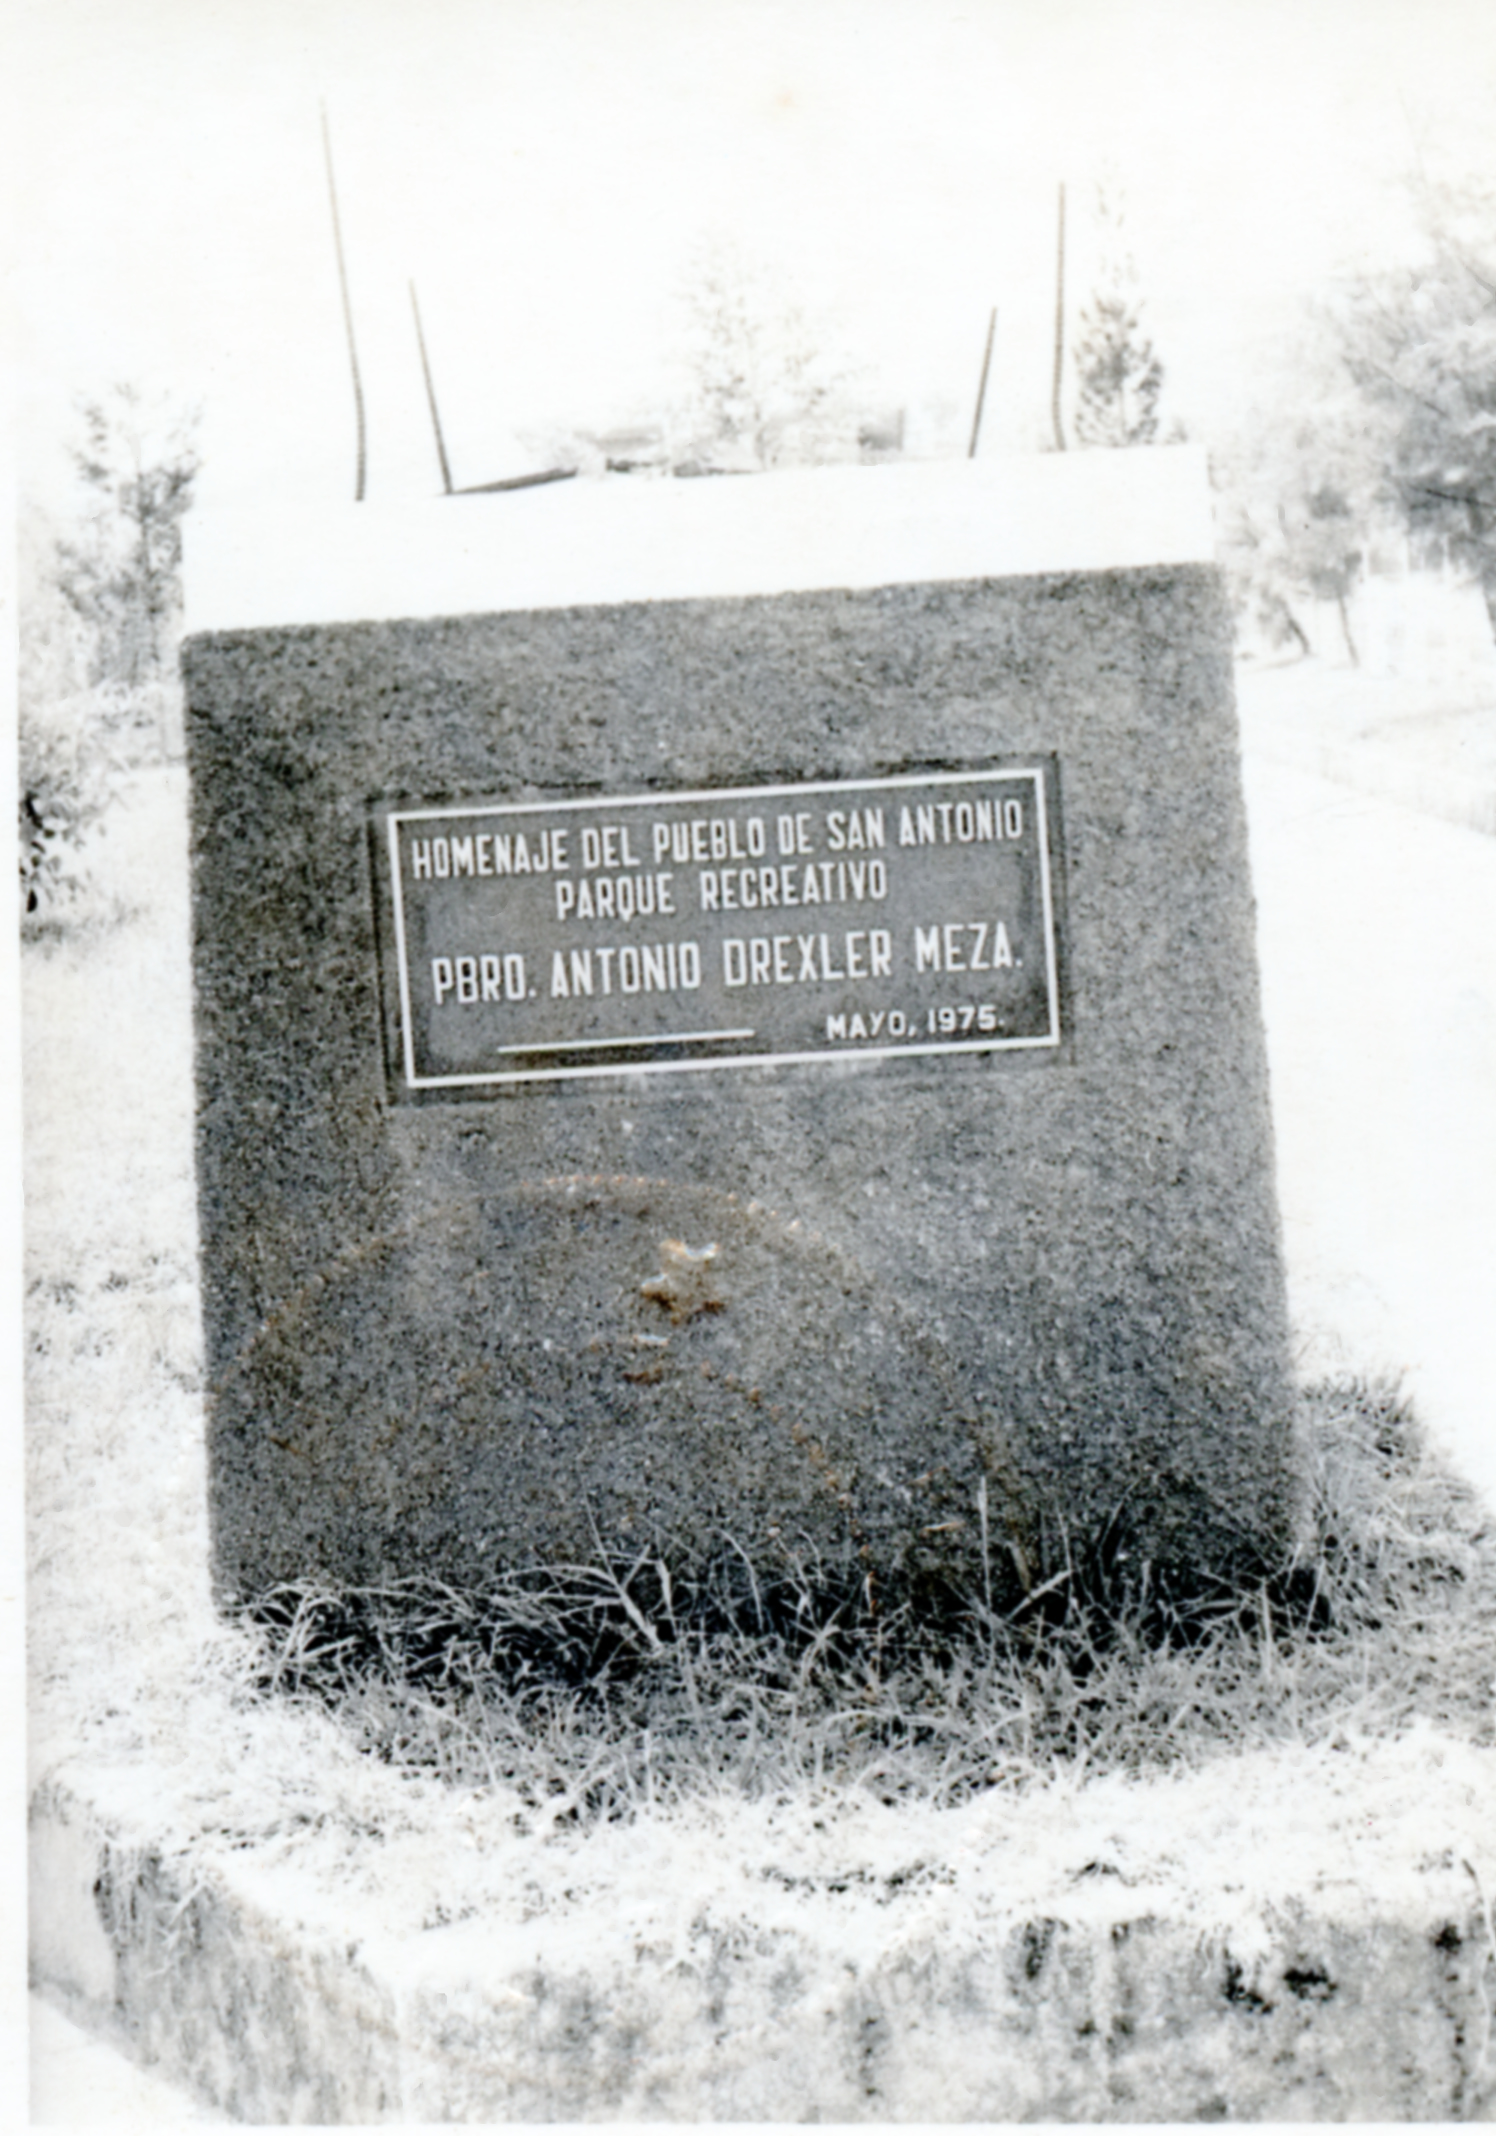 HOMENAJE DEL PUEBLO DE SAN ANTONIO
PARQUE RECREATIVO
PBRO. ANTONIO DREXLER MEZA.
MAYO, 1975.